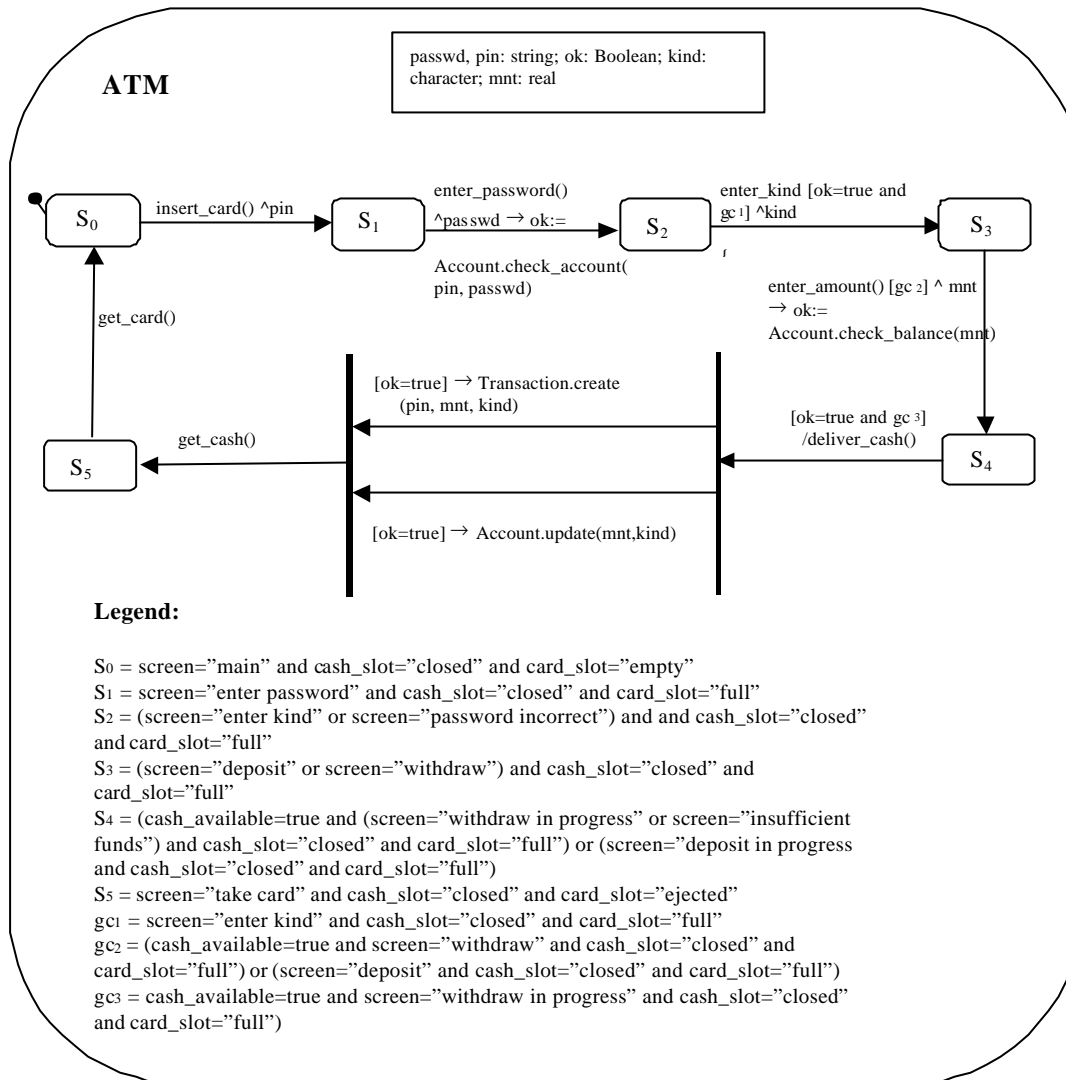 passwd, pin: string; ok: Boolean; kind:
character; mnt: real
ATM
S0
insert_card() ^pin
S1
enter_password()
^passwd → ok:=
Account.check_account(
pin, passwd)
S2
enter_kind [ok=true and
gc 1] ^kind
S3
enter_amount() [gc 2] ^ mnt
→ ok:=
Account.check_balance(mnt)
get_card()
[ok=true] → Transaction.create
(pin, mnt, kind)
[ok=true and gc 3]
/deliver_cash()
get_cash()
S5
S4
[ok=true] → Account.update(mnt,kind)
Legend:
S0 = screen=”main” and cash_slot=”closed” and card_slot=”empty”
S1 = screen=”enter password” and cash_slot=”closed” and card_slot=”full”
S2 = (screen=”enter kind” or screen=”password incorrect”) and and cash_slot=”closed”
and card_slot=”full”
S3 = (screen=”deposit” or screen=”withdraw”) and cash_slot=”closed” and
card_slot=”full”
S4 = (cash_available=true and (screen=”withdraw in progress” or screen=”insufficient
funds”) and cash_slot=”closed” and card_slot=”full”) or (screen=”deposit in progress
and cash_slot=”closed” and card_slot=”full”)
S5 = screen=”take card” and cash_slot=”closed” and card_slot=”ejected”
gc1 = screen=”enter kind” and cash_slot=”closed” and card_slot=”full”
gc2 = (cash_available=true and screen=”withdraw” and cash_slot=”closed” and
card_slot=”full”) or (screen=”deposit” and cash_slot=”closed” and card_slot=”full”)
gc3 = cash_available=true and screen=”withdraw in progress” and cash_slot=”closed”
and card_slot=”full”)